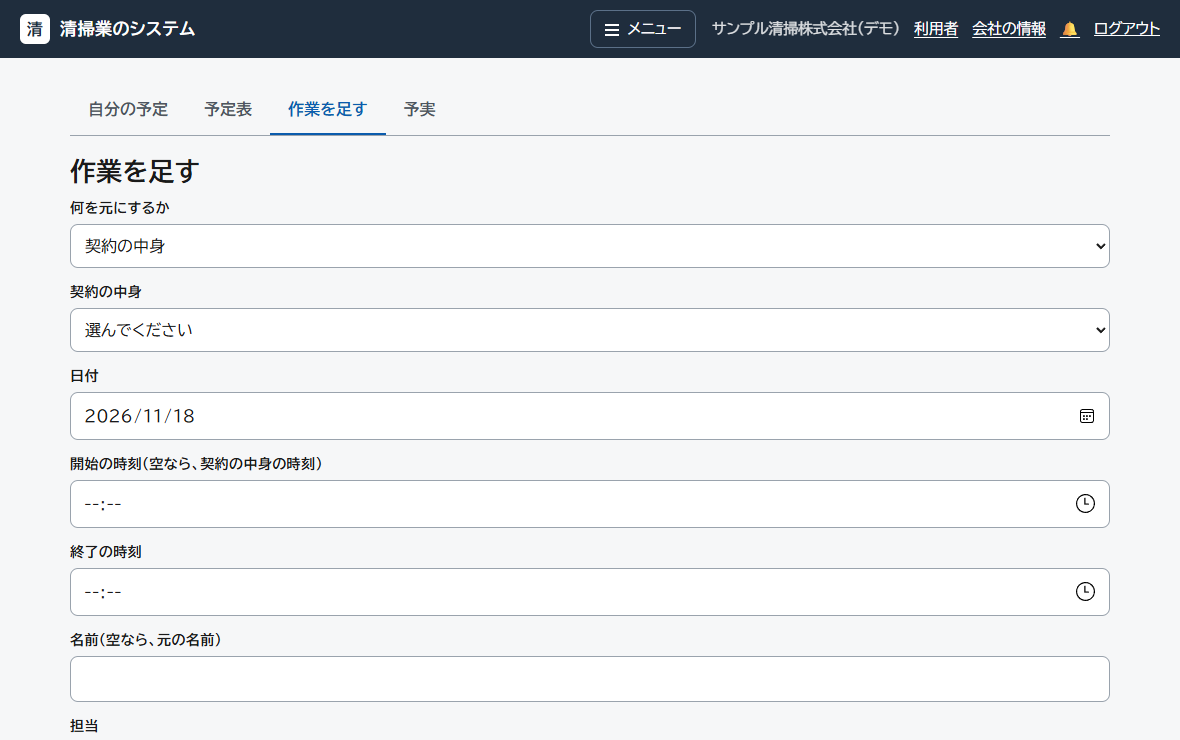 清 清掃業のシステム メニュー サンプル清掃株式会社(デモ) 利用者 会社の情報 ログアウト
自分の予定 予定表 作業を足す 予実
作業を足す
何を元にするか
契約の中身
契約の中身
選んでください
日付
2026/11/18
開始の時刻(空なら、契約の中身の時刻)
--:--
終了の時刻
--:--
名前(空なら、元の名前)
担当